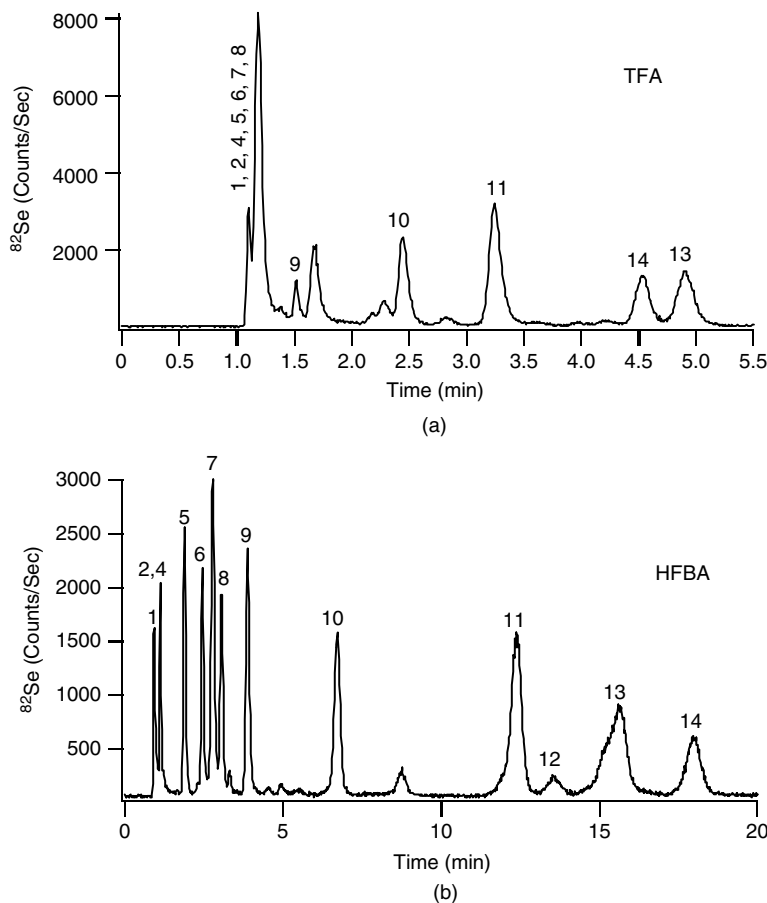 8000
6000
4000
2000
⁸²Se (Counts/Sec)
1, 2, 4, 5, 6, 7, 8
9
10
11
14
13
TFA
0 0.5 1.0 1.5 2.0 2.5 3.0 3.5 4.0 4.5 5.0 5.5
Time (min)
(a)
3000
2500
2000
1500
1000
500
⁸²Se (Counts/Sec)
1
2,4
5
6
7
8
9
10
11
12
13
14
HFBA
0 5 10 15 20
Time (min)
(b)